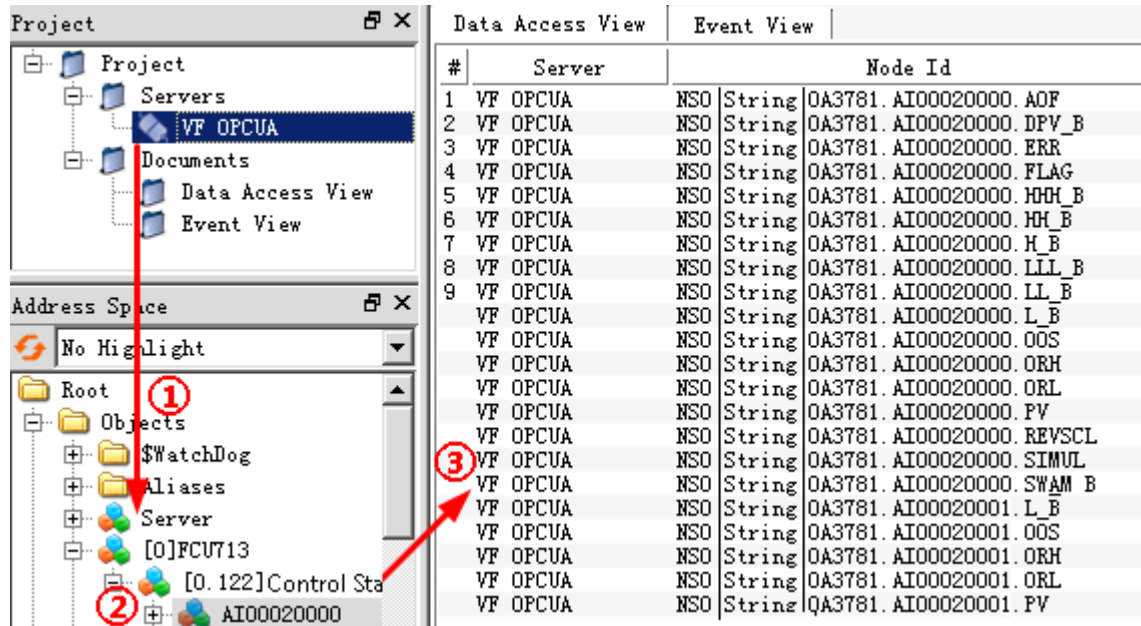 Project
Project
Servers
VF OPCUA
Documents
Data Access View
Event View
Address Space
No Highlight
Root
①
Objects
$WatchDog
Aliases
Server
[0]FCU713
[0.122]Control Sta
②
AI00020000
Data Access View Event View
# Server Node Id
1 VF OPCUA NS0|String|0A3781.AI00020000.AOF
2 VF OPCUA NS0|String|0A3781.AI00020000.DPV_B
3 VF OPCUA NS0|String|0A3781.AI00020000.ERR
4 VF OPCUA NS0|String|0A3781.AI00020000.FLAG
5 VF OPCUA NS0|String|0A3781.AI00020000.HHH_B
6 VF OPCUA NS0|String|0A3781.AI00020000.HH_B
7 VF OPCUA NS0|String|0A3781.AI00020000.H_B
8 VF OPCUA NS0|String|0A3781.AI00020000.LLL_B
9 VF OPCUA NS0|String|0A3781.AI00020000.LL_B
VF OPCUA NS0|String|0A3781.AI00020000.L_B
VF OPCUA NS0|String|0A3781.AI00020000.OOS
VF OPCUA NS0|String|0A3781.AI00020000.ORH
VF OPCUA NS0|String|0A3781.AI00020000.ORL
VF OPCUA NS0|String|0A3781.AI00020000.PV
VF OPCUA NS0|String|0A3781.AI00020000.REVSCL
③ VF OPCUA NS0|String|0A3781.AI00020000.SIMUL
VF OPCUA NS0|String|0A3781.AI00020000.SWAM_B
VF OPCUA NS0|String|0A3781.AI00020001.L_B
VF OPCUA NS0|String|0A3781.AI00020001.OOS
VF OPCUA NS0|String|0A3781.AI00020001.ORH
VF OPCUA NS0|String|0A3781.AI00020001.ORL
VF OPCUA NS0|String|0A3781.AI00020001.PV